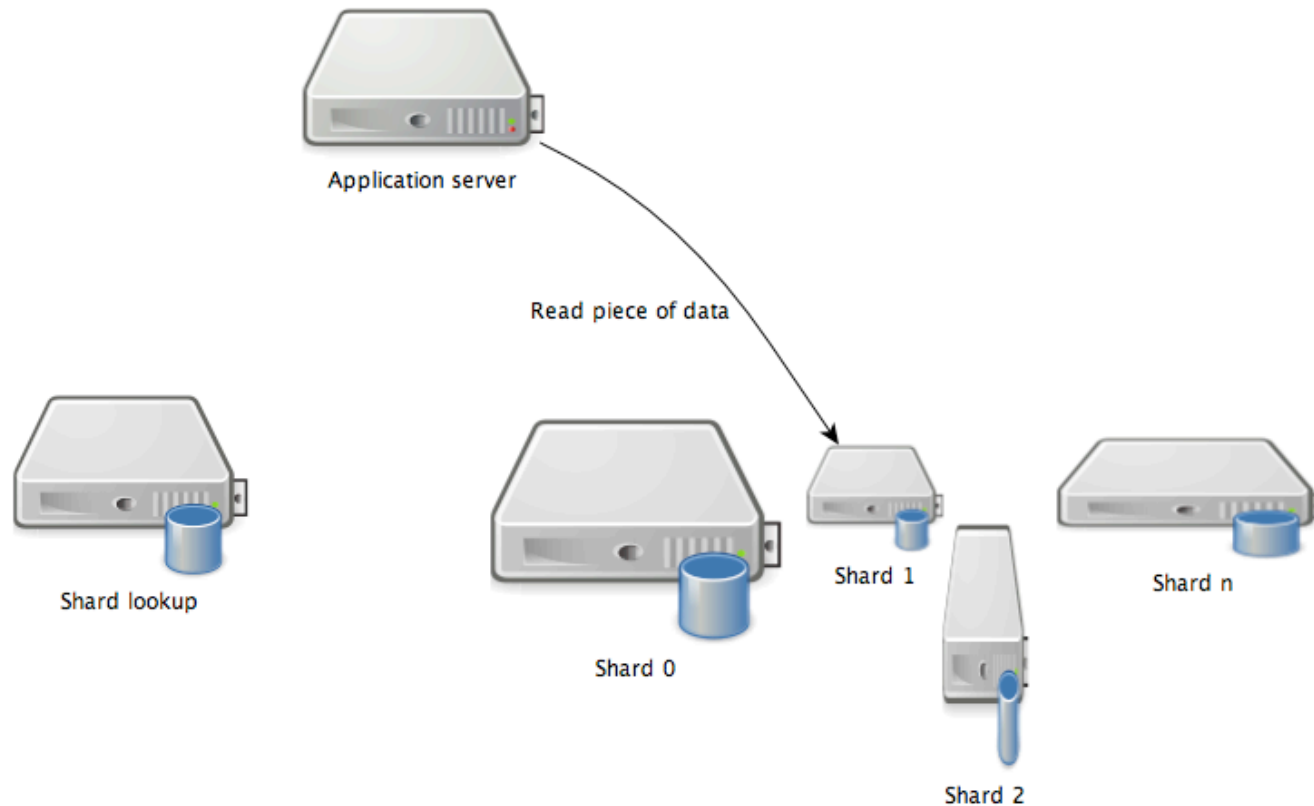 Application server
Read piece of data
Shard lookup
Shard 0
Shard 1
Shard 2
Shard n